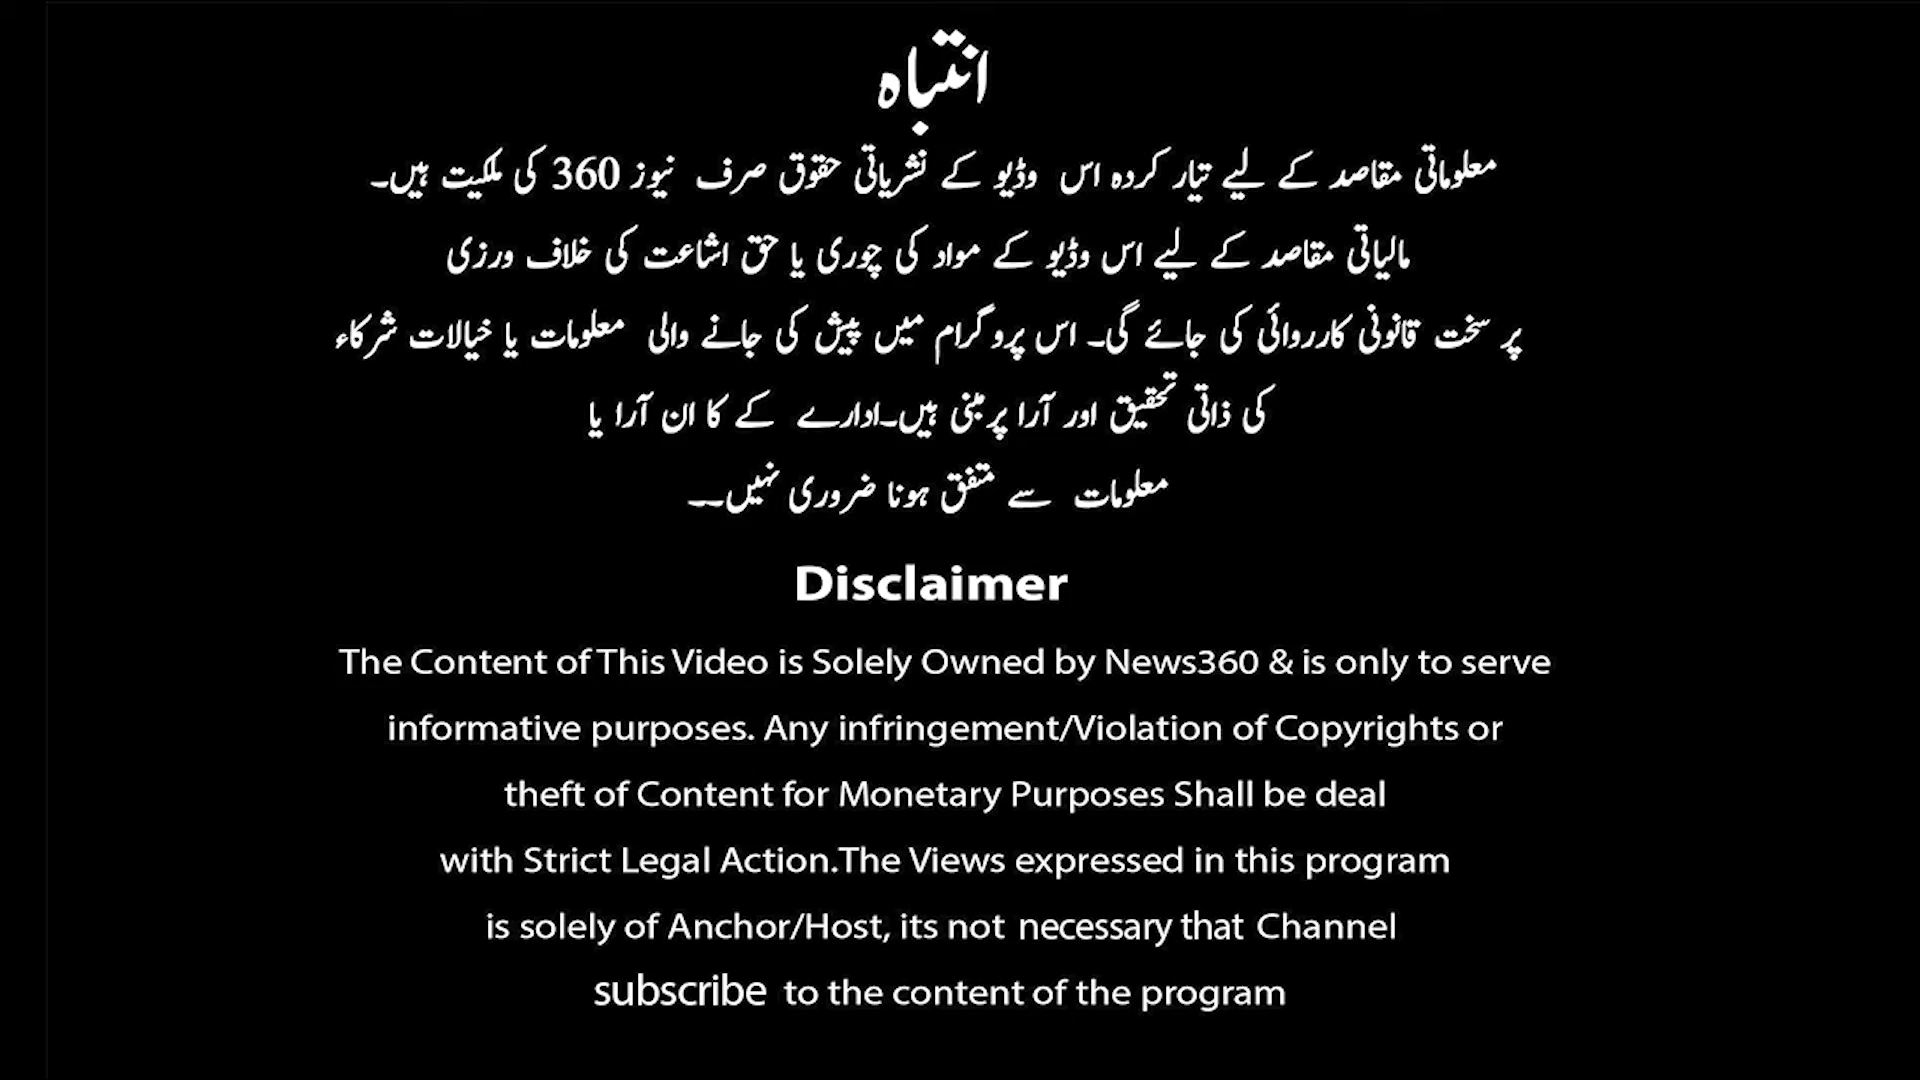 انتباہ
معلوماتی مقاصد کے لیے تیار کردہ اس وڈیو کے نشریاتی حقوق صرف نیوز 360 کی ملکیت ہیں۔
مالیاتی مقاصد کے لیے اس وڈیو کے مواد کی چوری یا حق اشاعت کی خلاف ورزی
پر سخت قانونی کارروائی کی جائے گی۔ اس پروگرام میں پیش کی جانے والی معلومات یا خیالات شرکاء
کی ذاتی تحقیق اور آرا پر مبنی ہیں۔ادارے کے کا ان آرا یا
معلومات سے متفق ہونا ضروری نہیں۔۔
Disclaimer
The Content of This Video is Solely Owned by News360 & is only to serve
informative purposes. Any infringement/Violation of Copyrights or
theft of Content for Monetary Purposes Shall be deal
with Strict Legal Action.The Views expressed in this program
is solely of Anchor/Host, its not necessary that Channel
subscribe to the content of the program